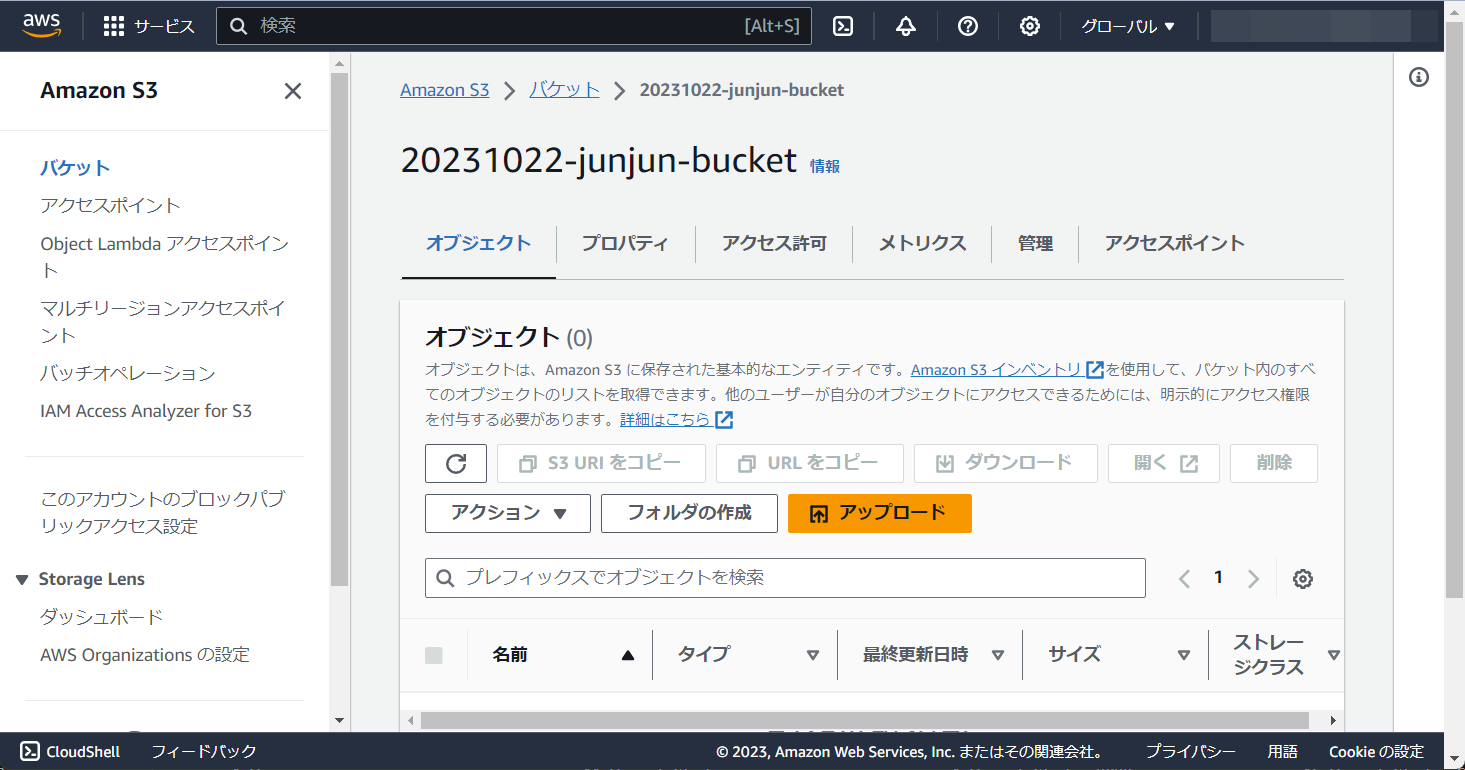 aws サービス 検索 [Alt+S] グローバル ▼
Amazon S3
バケット
アクセスポイント
Object Lambda アクセスポイン
ト
マルチリージョンアクセスポイ
ント
バッチオペレーション
IAM Access Analyzer for S3
このアカウントのブロックパブ
リックアクセス設定
Storage Lens
ダッシュボード
AWS Organizations の設定
Amazon S3 > バケット > 20231022-junjun-bucket
20231022-junjun-bucket 情報
オブジェクト プロパティ アクセス許可 メトリクス 管理 アクセスポイント
オブジェクト (0)
オブジェクトは、Amazon S3 に保存された基本的なエンティティです。Amazon S3 インベントリを使用して、バケット内のすべ
てのオブジェクトのリストを取得できます。他のユーザーが自分のオブジェクトにアクセスできるためには、明示的にアクセス権限
を付与する必要があります。詳細はこちら
S3 URI をコピー URL をコピー ダウンロード 開く 削除
アクション ▼ フォルダの作成 アップロード
プレフィックスでオブジェクトを検索 1
名前 タイプ 最終更新日時 サイズ ストレー
ジクラス
CloudShell フィードバック © 2023, Amazon Web Services, Inc. またはその関連会社。 プライバシー 用語 Cookie の設定